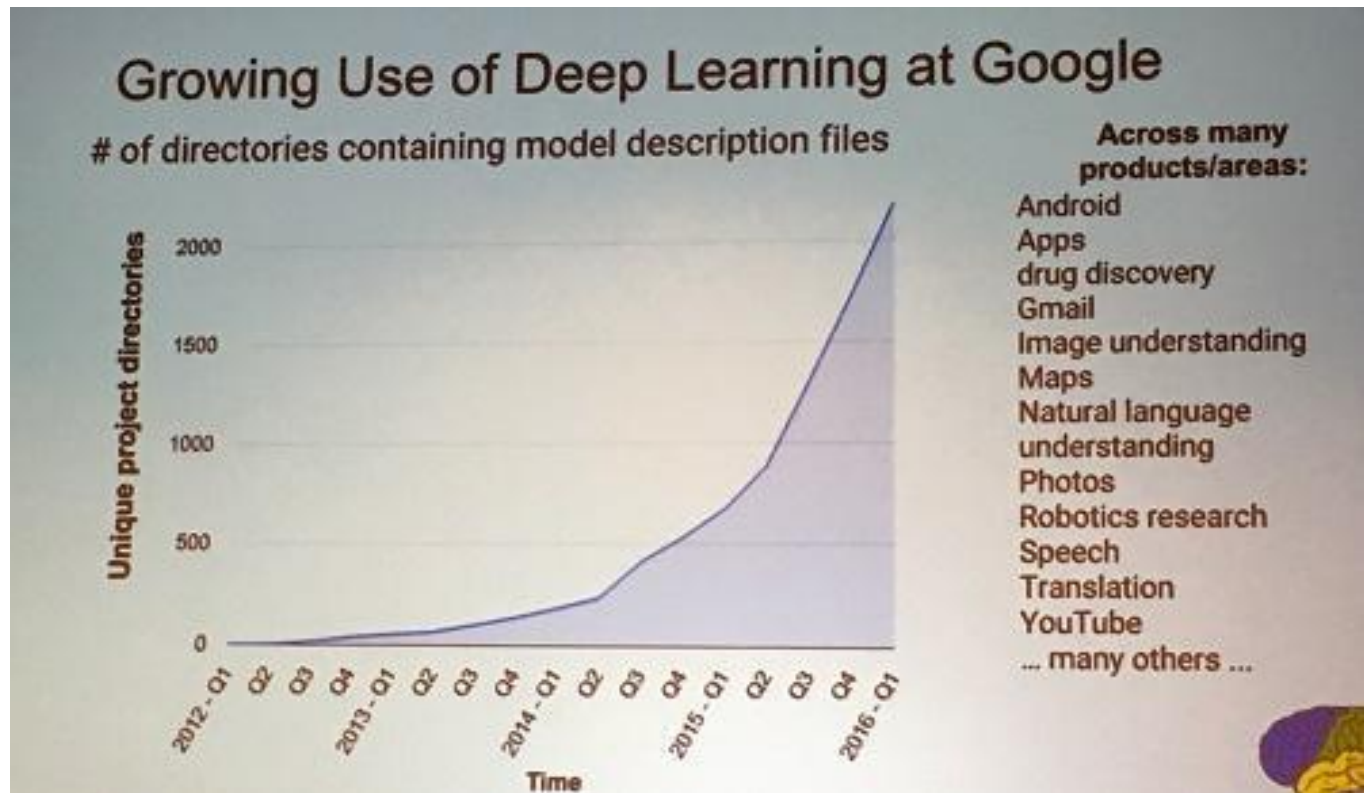 Growing Use of Deep Learning at Google
# of directories containing model description files
Unique project directories
2000
1500
1000
500
0
2012 - Q1
Q2
Q3
Q4
2013 - Q1
Q2
Q3
Q4
2014 - Q1
Q2
Q3
Q4
2015 - Q1
Q2
Q3
Q4
2016 - Q1
Time
Across many
products/areas:
Android
Apps
drug discovery
Gmail
Image understanding
Maps
Natural language
understanding
Photos
Robotics research
Speech
Translation
YouTube
... many others ...